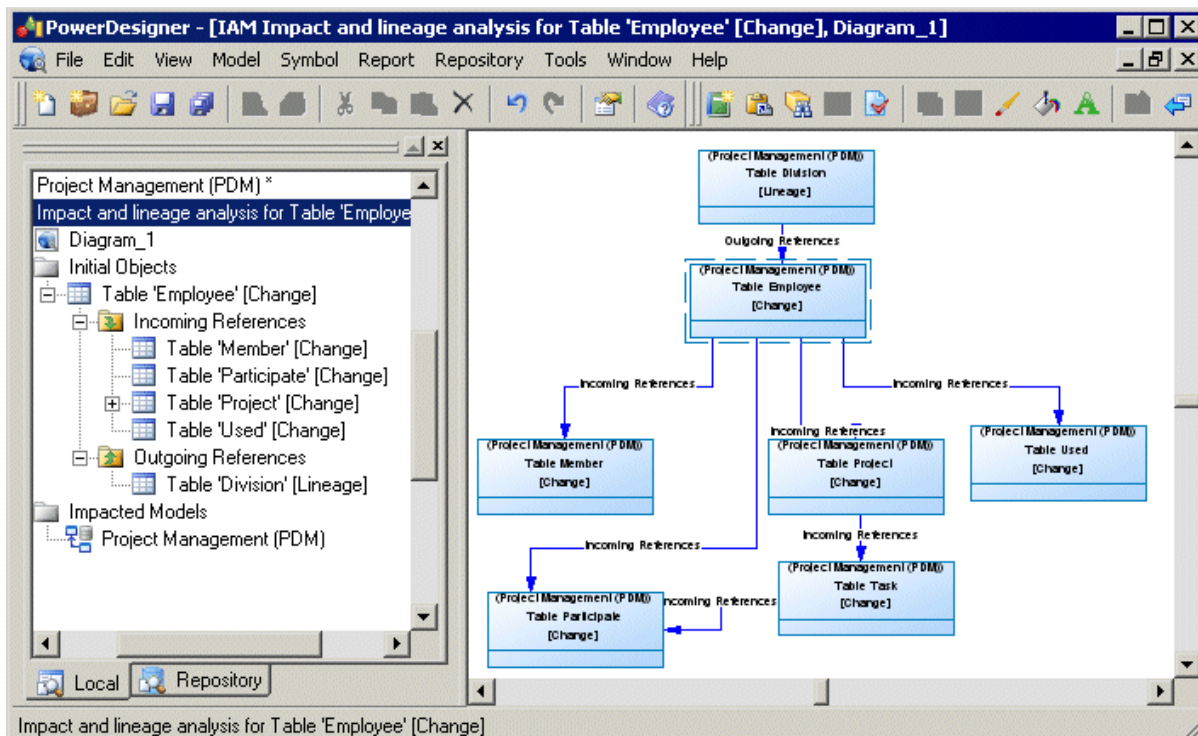 PowerDesigner - [IAM Impact and lineage analysis for Table 'Employee' [Change], Diagram_1]
File Edit View Model Symbol Report Repository Tools Window Help
Project Management (PDM) *
Impact and lineage analysis for Table 'Employe
Diagram_1
Initial Objects
Table 'Employee' [Change]
Incoming References
Table 'Member' [Change]
Table 'Participate' [Change]
Table 'Project' [Change]
Table 'Used' [Change]
Outgoing References
Table 'Division' [Lineage]
Impacted Models
Project Management (PDM)
Local Repository
(Project Management (PDM))
Table Division
[Lineage]
Outgoing References
(Project Management (PDM))
Table Employee
[Change]
Incoming References
Incoming References
Incoming References
(Project Management (PDM))
Table Member
[Change]
(Project Management (PDM))
Table Project
[Change]
(Project Management (PDM))
Table Used
[Change]
Incoming References
Incoming References
(Project Management (PDM))
Table Task
[Change]
(Project Management (PDM))
Table Participate
[Change]
Incoming References
Impact and lineage analysis for Table 'Employee' [Change]